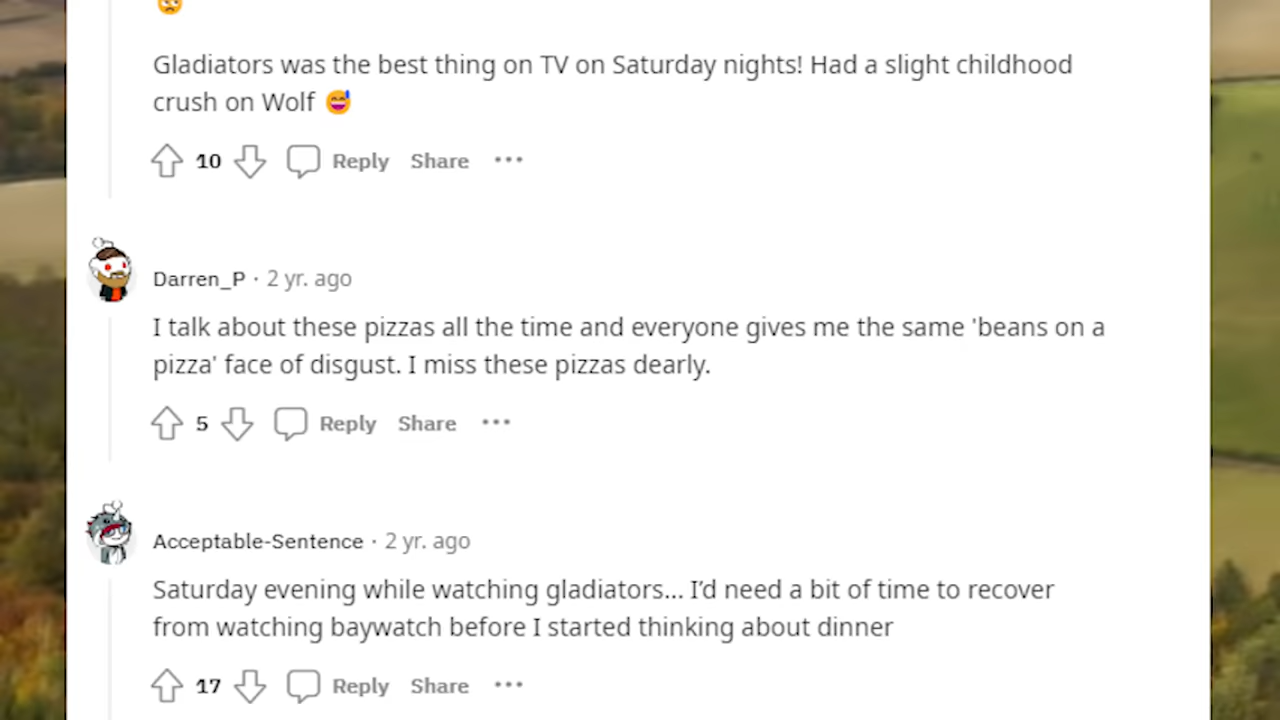 Gladiators was the best thing on TV on Saturday nights! Had a slight childhood
crush on Wolf 😅
10 Reply Share ···
Darren_P · 2 yr. ago
I talk about these pizzas all the time and everyone gives me the same 'beans on a
pizza' face of disgust. I miss these pizzas dearly.
5 Reply Share ···
Acceptable-Sentence · 2 yr. ago
Saturday evening while watching gladiators... I'd need a bit of time to recover
from watching baywatch before I started thinking about dinner
17 Reply Share ···